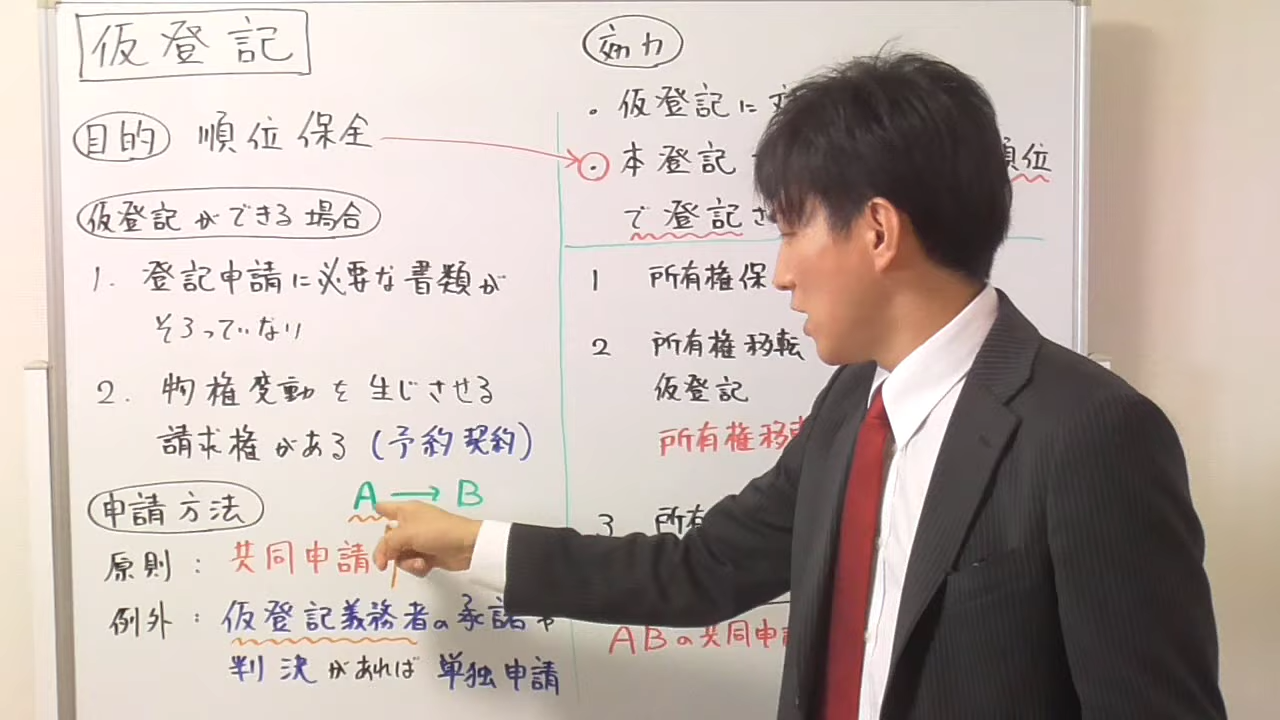 仮登記
目的 順位保全
仮登記ができる場合
1. 登記申請に必要な書類が
そろっていない
2. 物権変動を生じさせる
請求権がある (予約契約)
申請方法 A → B
原則：共同申請
例外：仮登記義務者の承諾や
判決があれば 単独申請
効力
・仮登記に
・本登記 順位
で登記さ
1 所有権保
2 所有権移転
仮登記
所有権移転
3 所有
ABの共同申請